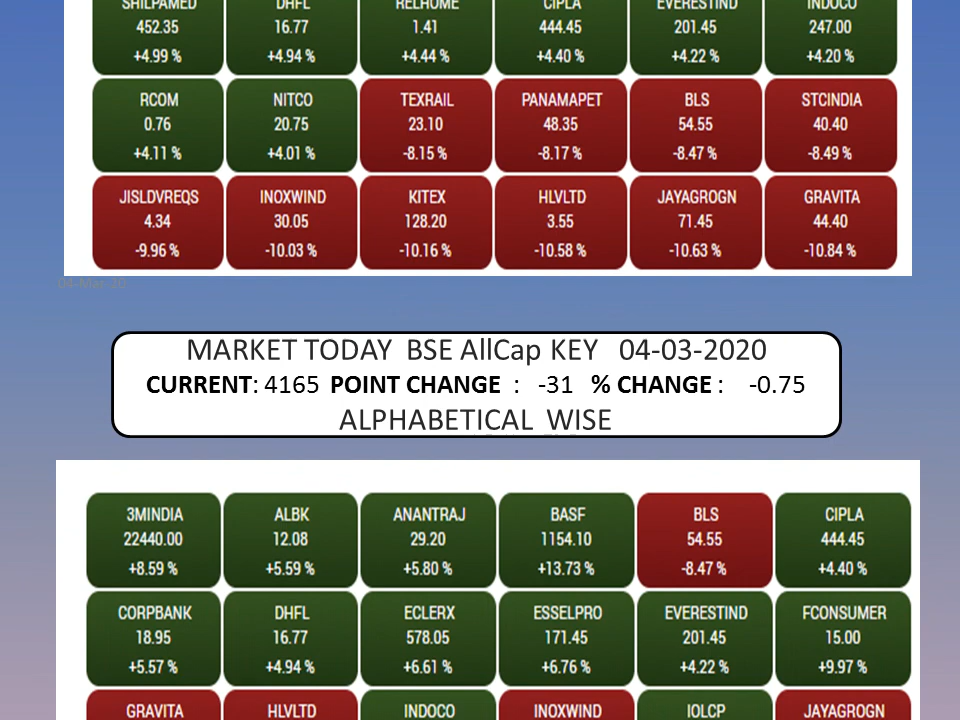 SHILPAMED DHFL RELHOME CIPLA EVERESTIND INDOCO
452.35 16.77 1.41 444.45 201.45 247.00
+4.99 % +4.94 % +4.44 % +4.40 % +4.22 % +4.20 %
RCOM NITCO TEXRAIL PANAMAPET BLS STCINDIA
0.76 20.75 23.10 48.35 54.55 40.40
+4.11 % +4.01 % -8.15 % -8.17 % -8.47 % -8.49 %
JISLDVREQS INOXWIND KITEX HLVLTD JAYAGROGN GRAVITA
4.34 30.05 128.20 3.55 71.45 44.40
-9.96 % -10.03 % -10.16 % -10.58 % -10.63 % -10.84 %
MARKET TODAY BSE AllCap KEY 04-03-2020
CURRENT: 4165 POINT CHANGE : -31 % CHANGE : -0.75
ALPHABETICAL WISE
3MINDIA ALBK ANANTRAJ BASF BLS CIPLA
22440.00 12.08 29.20 1154.10 54.55 444.45
+8.59 % +5.59 % +5.80 % +13.73 % -8.47 % +4.40 %
CORPBANK DHFL ECLERX ESSELPRO EVERESTIND FCONSUMER
18.95 16.77 578.05 171.45 201.45 15.00
+5.57 % +4.94 % +6.61 % +6.76 % +4.22 % +9.97 %
GRAVITA HLVLTD INDOCO INOXWIND IOLCP JAYAGROGN